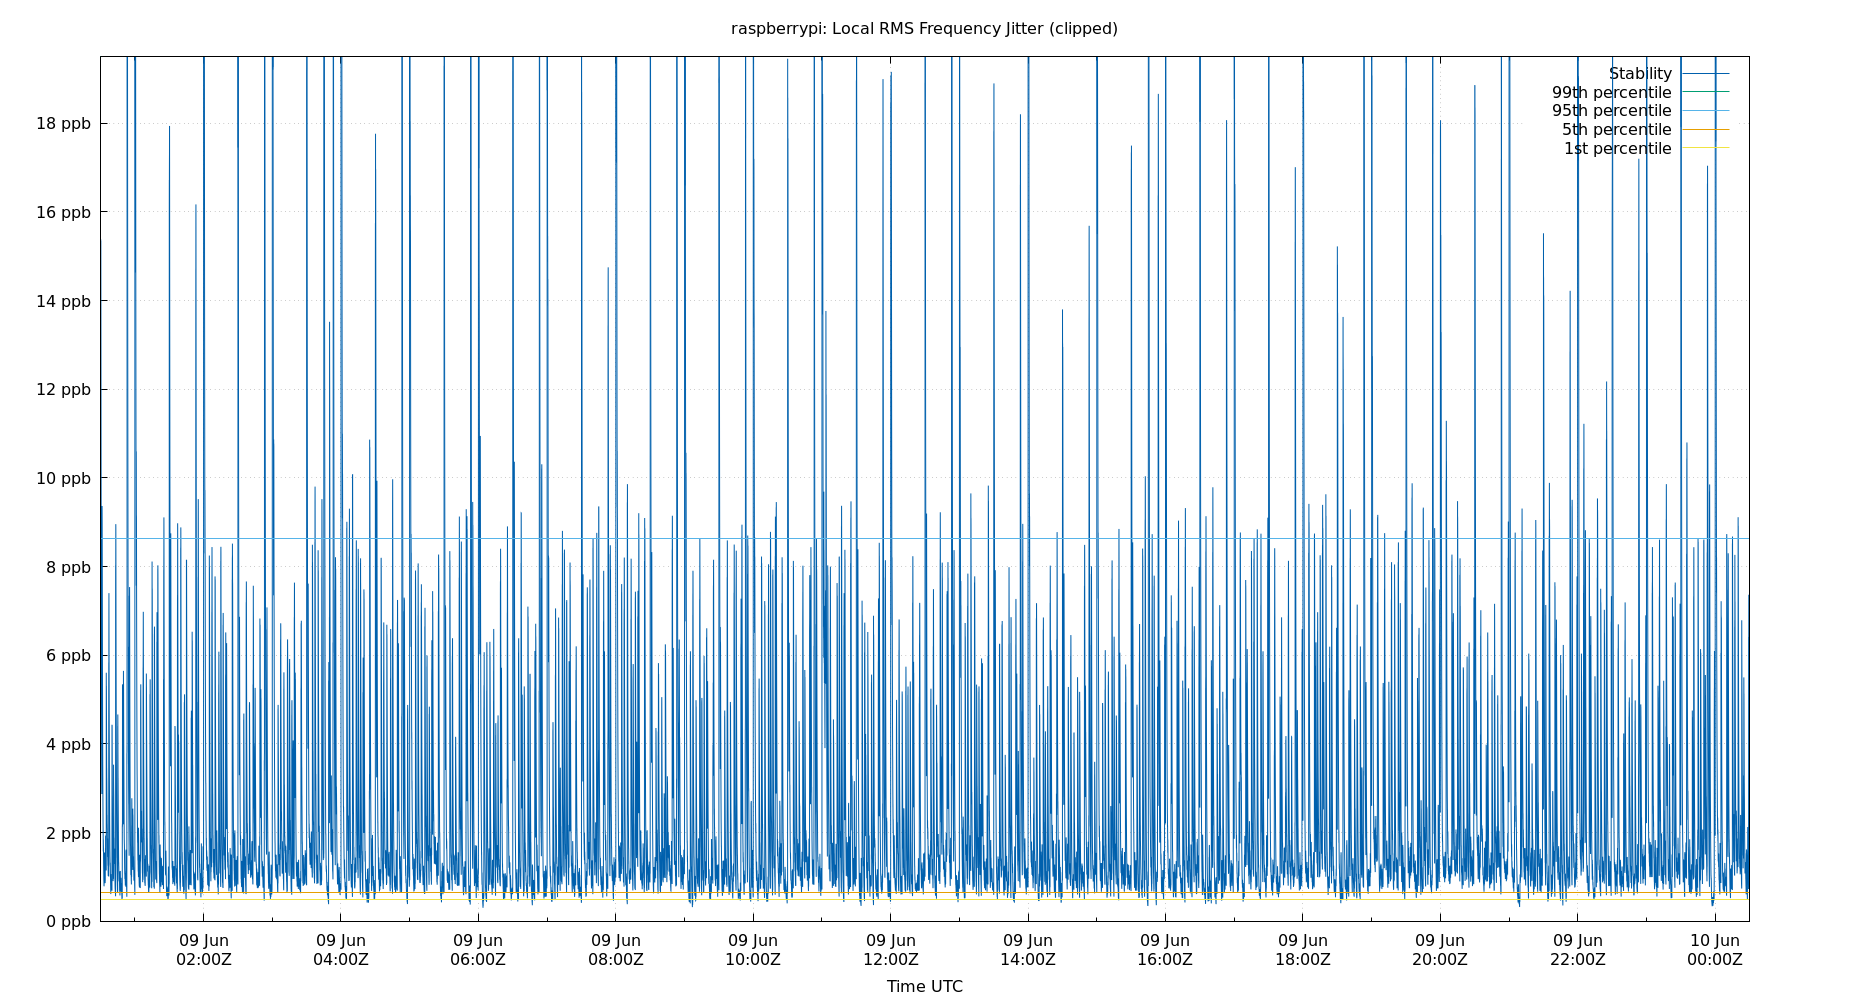 raspberrypi: Local RMS Frequency Jitter (clipped)
Stability
99th percentile
95th percentile
5th percentile
1st percentile
18 ppb
16 ppb
14 ppb
12 ppb
10 ppb
8 ppb
6 ppb
4 ppb
2 ppb
0 ppb
09 Jun 09 Jun 09 Jun 09 Jun 09 Jun 09 Jun 09 Jun 09 Jun 09 Jun 09 Jun 09 Jun 10 Jun
02:00Z 04:00Z 06:00Z 08:00Z 10:00Z 12:00Z 14:00Z 16:00Z 18:00Z 20:00Z 22:00Z 00:00Z
Time UTC